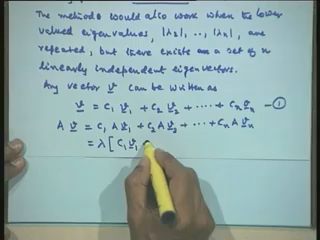 The methods would also work when the lower
valued eigenvalues, |λ₂|, .., |λₙ|, are
repeated, but there exists a set of n
linearly independent eigenvectors.
Any vector v can be written as
v = c₁ v₁ + c₂ v₂ + ···· + cₙ vₙ — ①
A v = c₁ A v₁ + c₂ A v₂ + ··· + cₙ A vₙ
= λ [ c₁ v₁